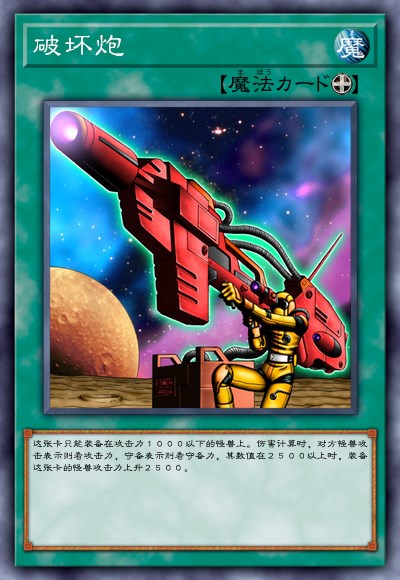 破坏炮
魔
【魔法カード】
まほう
这张卡只能装备在攻击力１０００以下的怪兽上。伤害计算时，对方怪兽攻
击表示则看攻击力，守备表示则看守备力，其数值在２５００以上时，装备
这张卡的怪兽攻击力上升２５００。